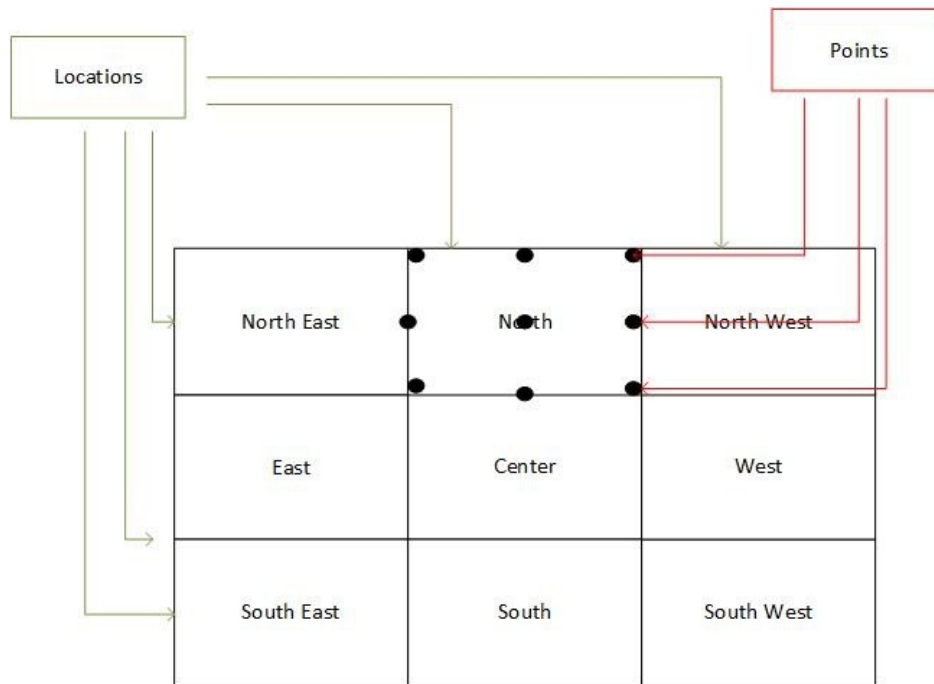 Locations
Points
North East
North
North West
East
Center
West
South East
South
South West